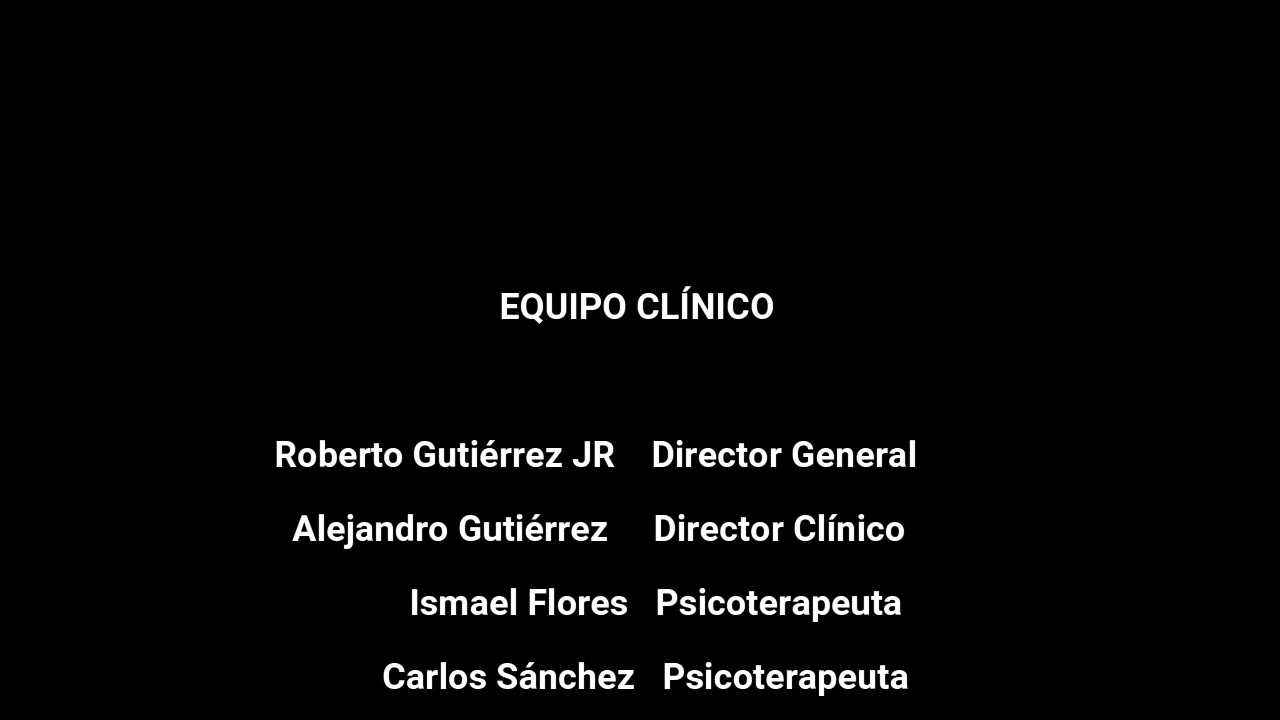 EQUIPO CLÍNICO
Roberto Gutiérrez JR Director General
Alejandro Gutiérrez Director Clínico
Ismael Flores Psicoterapeuta
Carlos Sánchez Psicoterapeuta